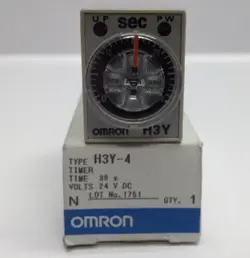 UP sec PW
OMRON H3Y
TYPE H3Y-4
TIMER
TIME 30 s
VOLTS 24 V DC
LOT No. 1751
N QTY. 1
OMRON